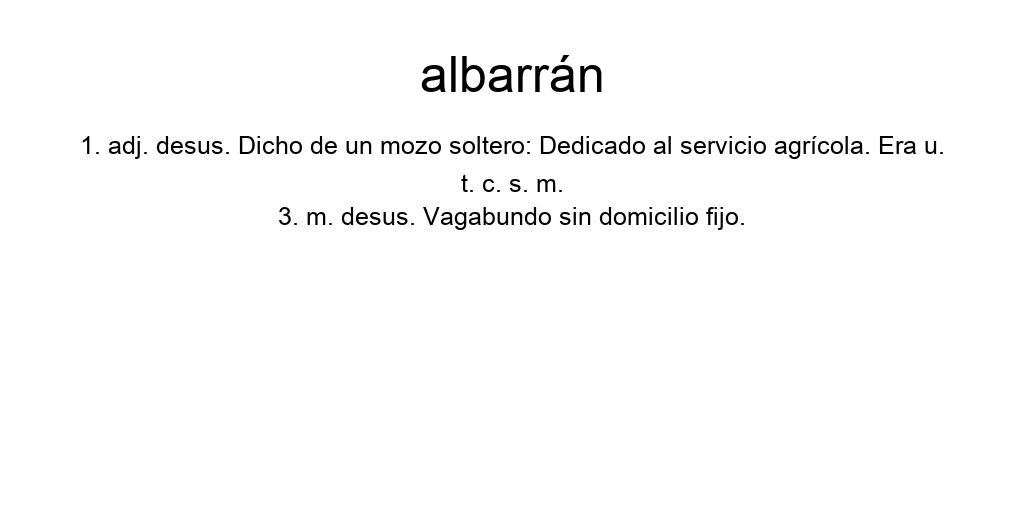 albarrán
1. adj. desus. Dicho de un mozo soltero: Dedicado al servicio agrícola. Era u.
t. c. s. m.
3. m. desus. Vagabundo sin domicilio fijo.